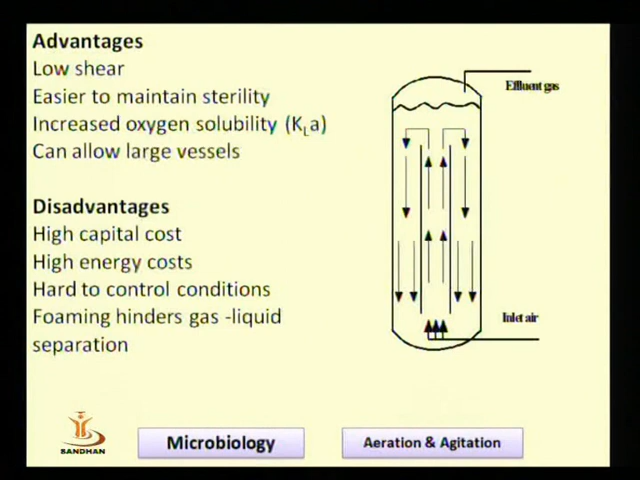 Advantages
Low shear
Easier to maintain sterility
Increased oxygen solubility (KLa)
Can allow large vessels
Disadvantages
High capital cost
High energy costs
Hard to control conditions
Foaming hinders gas -liquid
separation
Effluent gas
Inlet air
BANDHAN
Microbiology
Aeration & Agitation